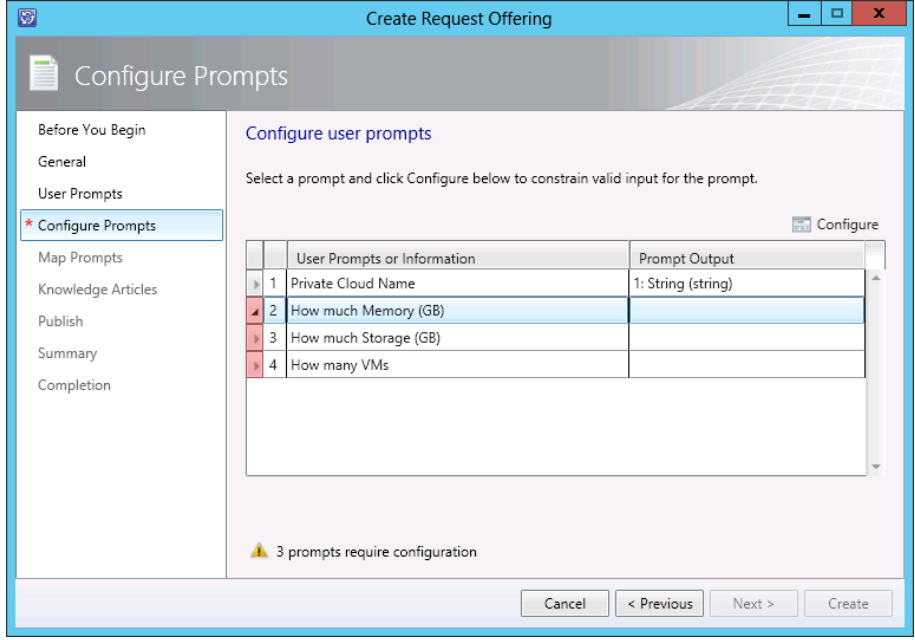 Create Request Offering
Configure Prompts
Before You Begin
General
User Prompts
* Configure Prompts
Map Prompts
Knowledge Articles
Publish
Summary
Completion
Configure user prompts
Select a prompt and click Configure below to constrain valid input for the prompt.
Configure
User Prompts or Information Prompt Output
1 Private Cloud Name 1: String (string)
2 How much Memory (GB)
3 How much Storage (GB)
4 How many VMs
3 prompts require configuration
Cancel < Previous Next > Create